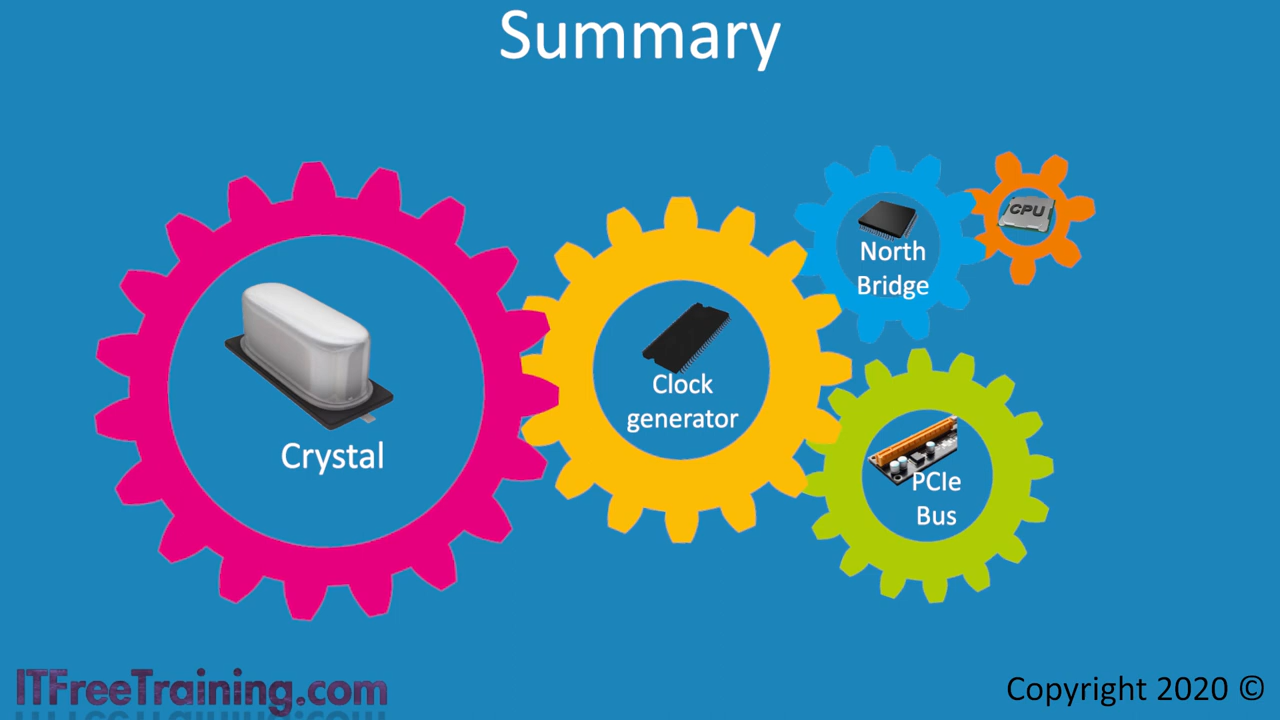 Summary
Crystal
Clock
generator
North
Bridge
CPU
PCIe
Bus
ITFreeTraining.com
Copyright 2020 ©